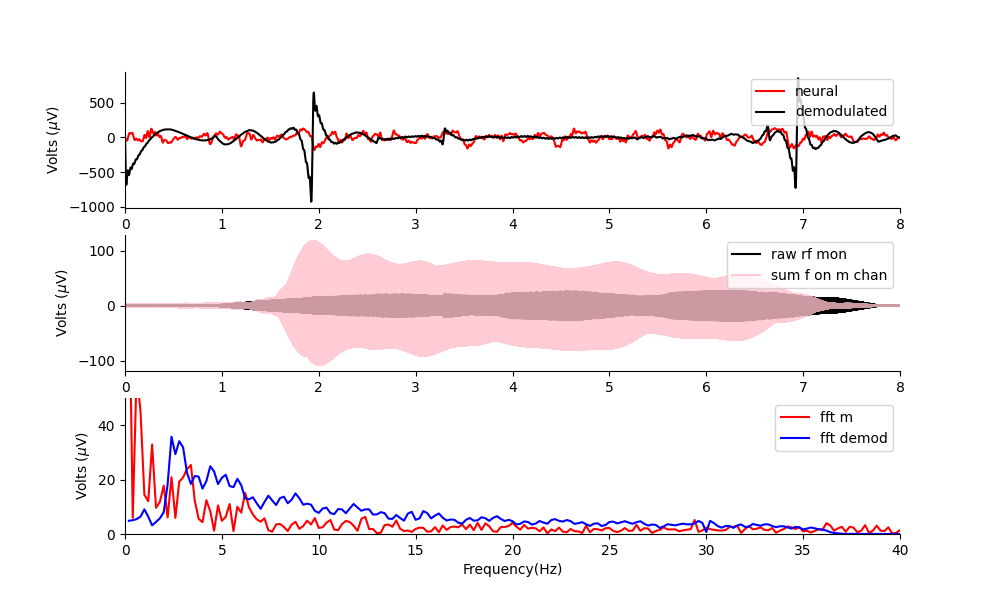 Volts (μV)
500
0
−500
−1000
neural
demodulated
0 1 2 3 4 5 6 7 8
Volts (μV)
100
0
−100
raw rf mon
sum f on m chan
0 1 2 3 4 5 6 7 8
Volts (μV)
40
20
0
fft m
fft demod
0 5 10 15 20 25 30 35 40
Frequency(Hz)